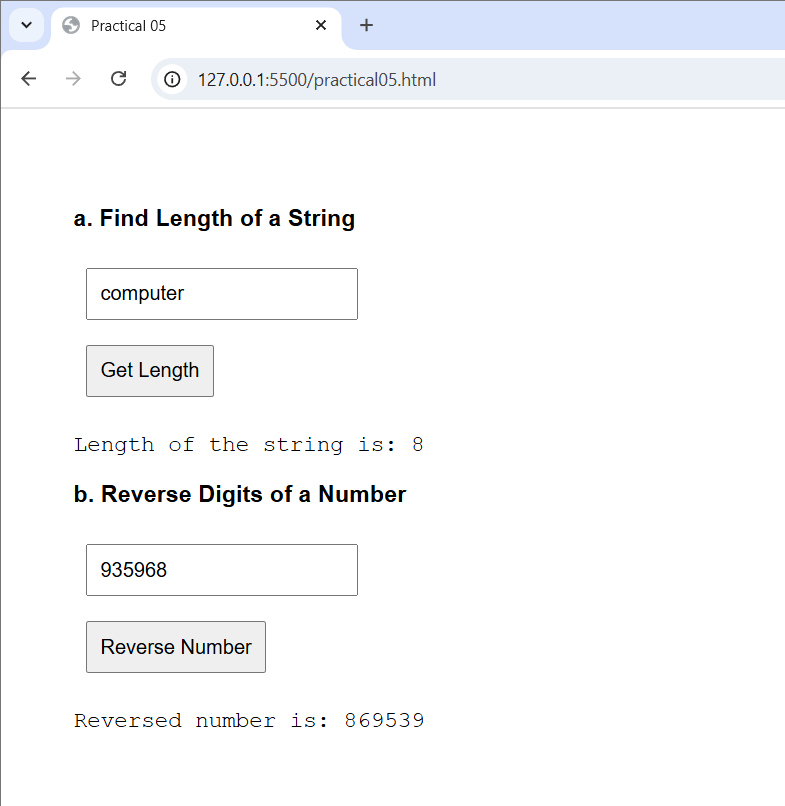 Practical 05
127.0.0.1:5500/practical05.html
a. Find Length of a String
computer
Get Length
Length of the string is: 8
b. Reverse Digits of a Number
935968
Reverse Number
Reversed number is: 869539